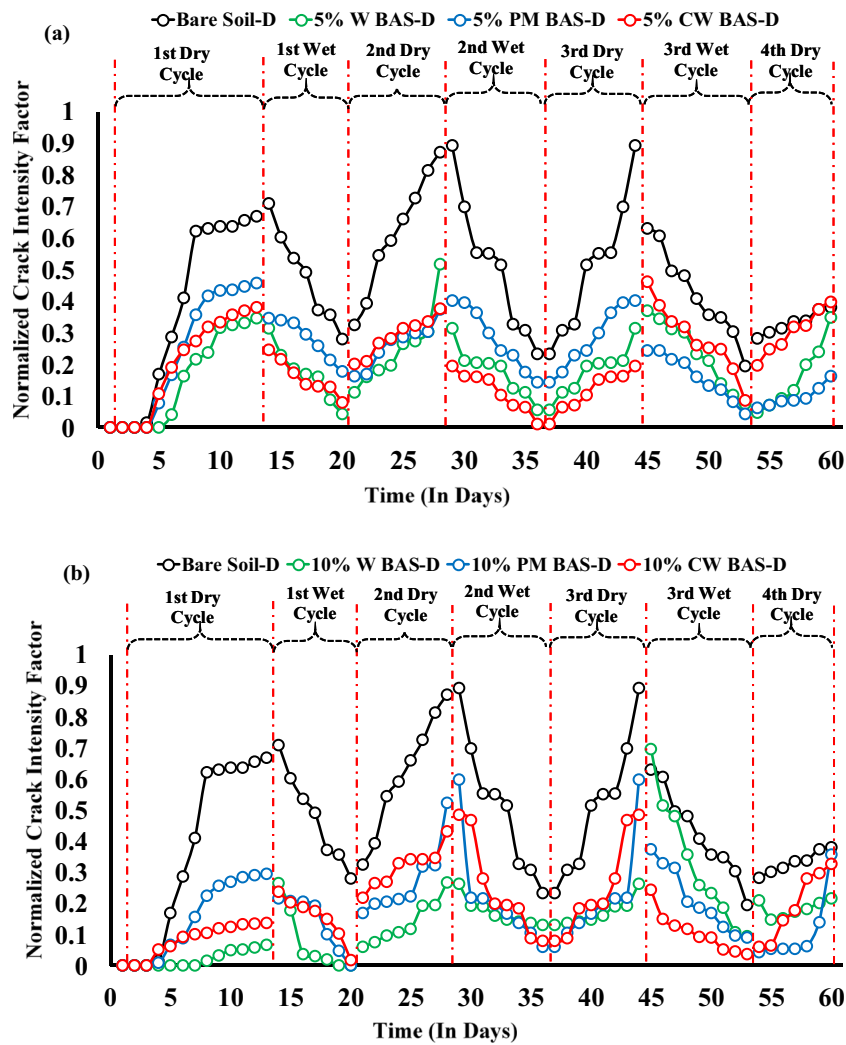 (a)
Bare Soil-D 5% W BAS-D 5% PM BAS-D 5% CW BAS-D
1st Dry
Cycle
1st Wet
Cycle
2nd Dry
Cycle
2nd Wet
Cycle
3rd Dry
Cycle
3rd Wet
Cycle
4th Dry
Cycle
Normalized Crack Intensity Factor
1
0.9
0.8
0.7
0.6
0.5
0.4
0.3
0.2
0.1
0
0 5 10 15 20 25 30 35 40 45 50 55 60
Time (In Days)
(b)
Bare Soil-D 10% W BAS-D 10% PM BAS-D 10% CW BAS-D
1st Dry
Cycle
1st Wet
Cycle
2nd Dry
Cycle
2nd Wet
Cycle
3rd Dry
Cycle
3rd Wet
Cycle
4th Dry
Cycle
Normalized Crack Intensity Factor
1
0.9
0.8
0.7
0.6
0.5
0.4
0.3
0.2
0.1
0
0 5 10 15 20 25 30 35 40 45 50 55 60
Time (In Days)